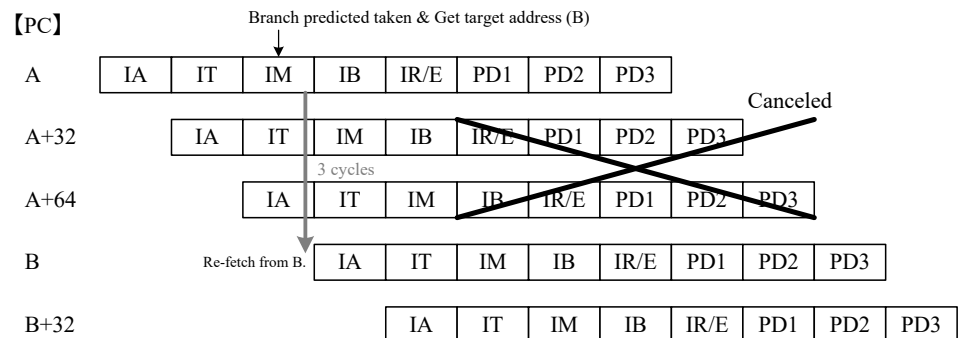 Branch predicted taken & Get target address (B)
【PC】
A IA IT IM IB IR/E PD1 PD2 PD3
Canceled
A+32 IA IT IM IB IR/E PD1 PD2 PD3
3 cycles
A+64 IA IT IM IB IR/E PD1 PD2 PD3
B Re-fetch from B. IA IT IM IB IR/E PD1 PD2 PD3
B+32 IA IT IM IB IR/E PD1 PD2 PD3